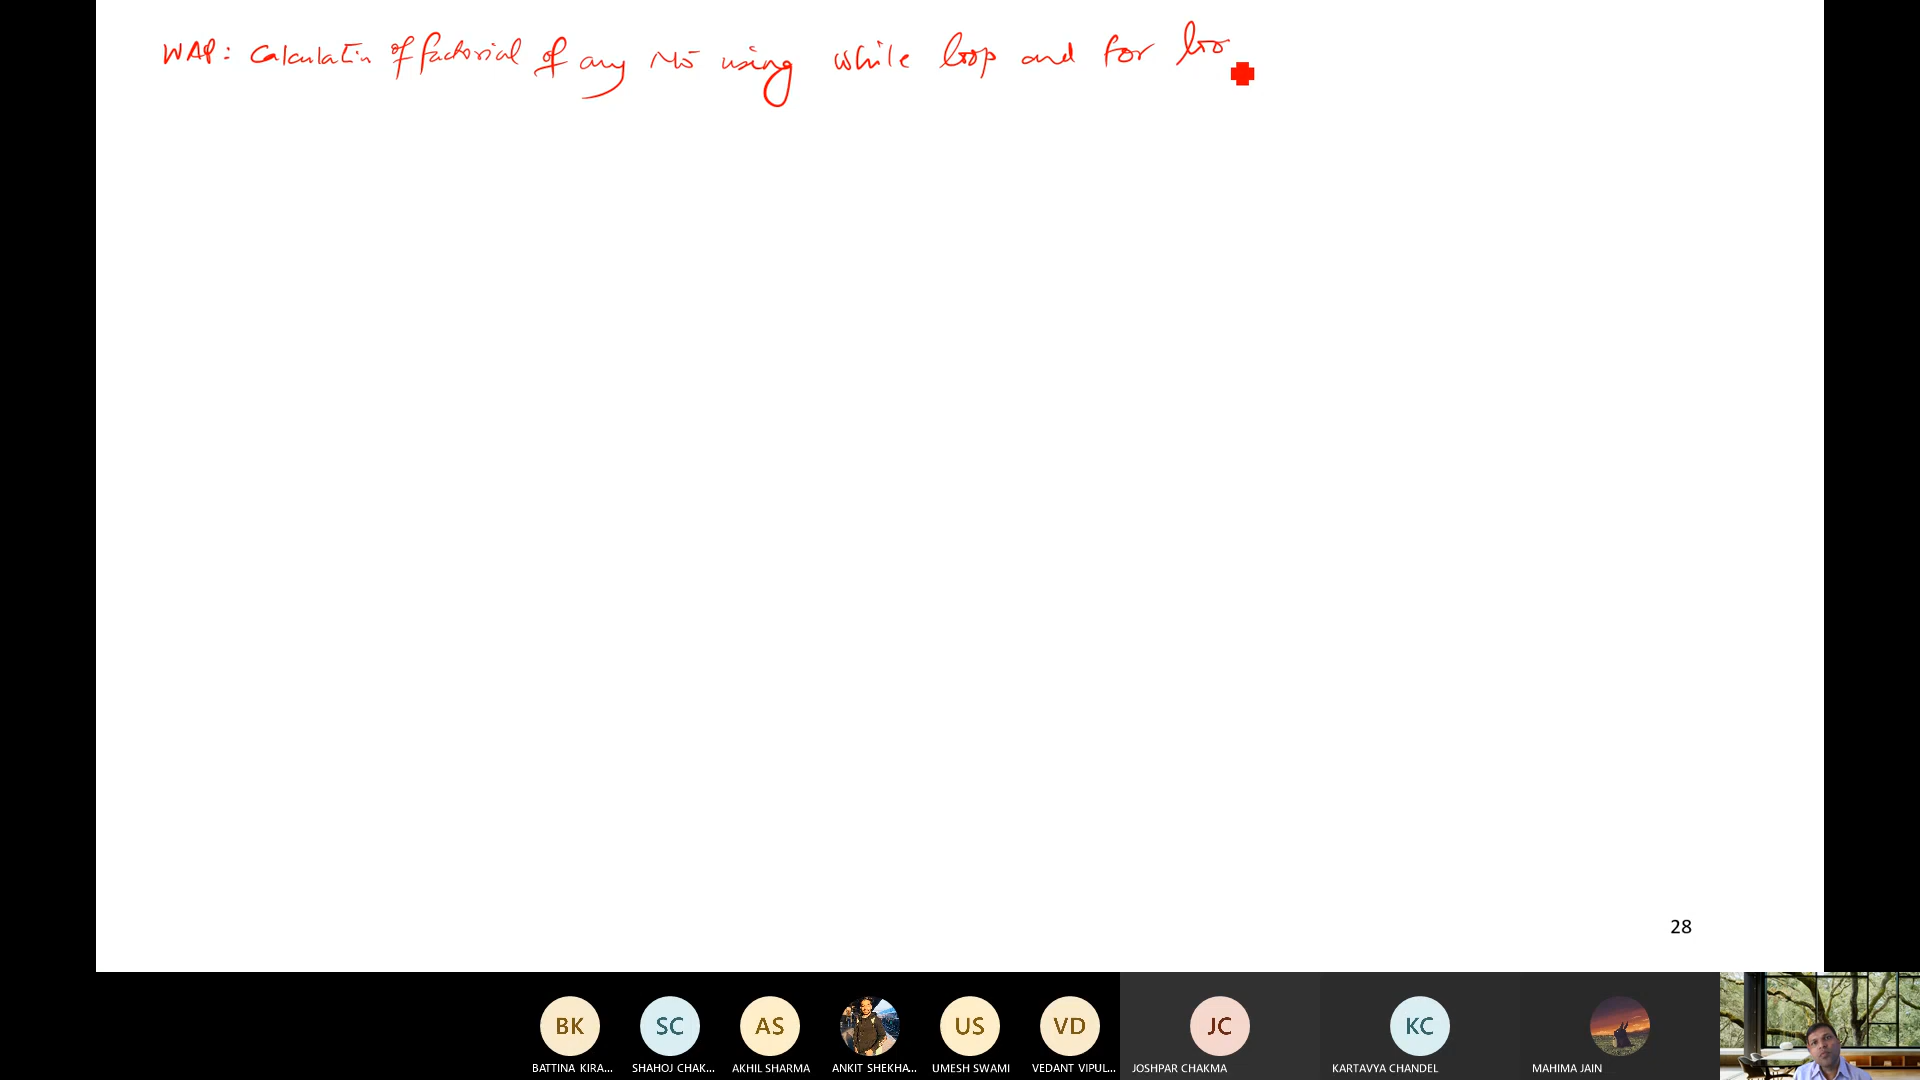 WAP: Calculatin of factorial of any No using while loop and for loo
28
BK SC AS US VD JC KC
BATTINA KIRA... SHAHOJ CHAK... AKHIL SHARMA ANKIT SHEKHA... UMESH SWAMI VEDANT VIPUL... JOSHPAR CHAKMA KARTAVYA CHANDEL MAHIMA JAIN